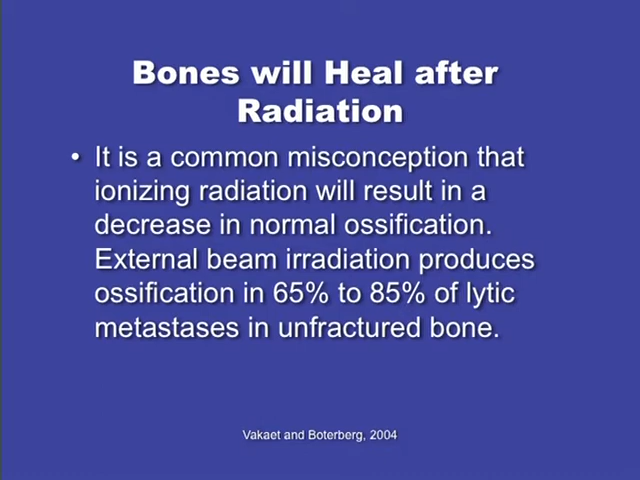 Bones will Heal after
Radiation
• It is a common misconception that
ionizing radiation will result in a
decrease in normal ossification.
External beam irradiation produces
ossification in 65% to 85% of lytic
metastases in unfractured bone.
Vakaet and Boterberg, 2004